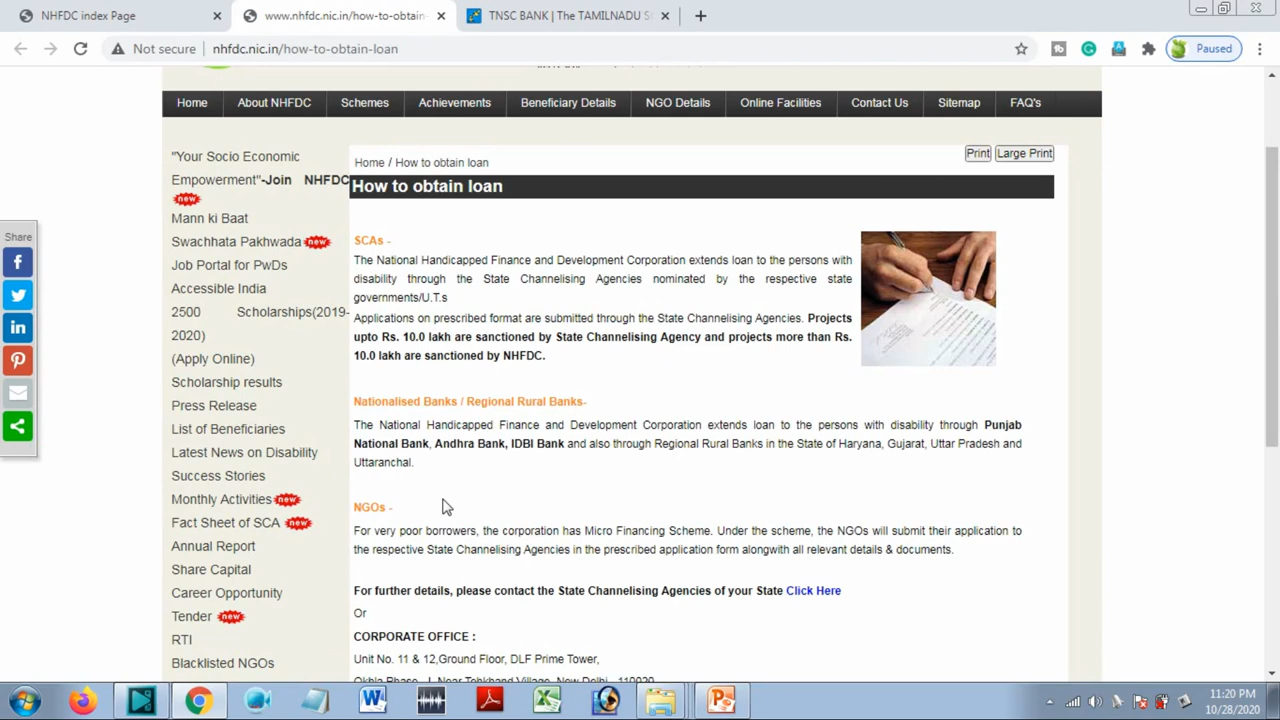 NHFDC index Page
www.nhfdc.nic.in/how-to-obtain-
TNSC BANK | The TAMILNADU S
Not secure
nhfdc.nic.in/how-to-obtain-loan
Paused
Home
About NHFDC
Schemes
Achievements
Beneficiary Details
NGO Details
Online Facilities
Contact Us
Sitemap
FAQ's
Share
"Your Socio Economic
Empowerment"-Join NHFDC
new
Mann ki Baat
Swachhata Pakhwada new
Job Portal for PwDs
Accessible India
2500 Scholarships(2019-
2020)
(Apply Online)
Scholarship results
Press Release
List of Beneficiaries
Latest News on Disability
Success Stories
Monthly Activities new
Fact Sheet of SCA new
Annual Report
Share Capital
Career Opportunity
Tender new
RTI
Blacklisted NGOs
Home / How to obtain loan
Print Large Print
How to obtain loan
SCAs -
The National Handicapped Finance and Development Corporation extends loan to the persons with
disability through the State Channelising Agencies nominated by the respective state
governments/U.T.s
Applications on prescribed format are submitted through the State Channelising Agencies. Projects
upto Rs. 10.0 lakh are sanctioned by State Channelising Agency and projects more than Rs.
10.0 lakh are sanctioned by NHFDC.
Nationalised Banks / Regional Rural Banks-
The National Handicapped Finance and Development Corporation extends loan to the persons with disability through Punjab
National Bank, Andhra Bank, IDBI Bank and also through Regional Rural Banks in the State of Haryana, Gujarat, Uttar Pradesh and
Uttaranchal.
NGOs -
For very poor borrowers, the corporation has Micro Financing Scheme. Under the scheme, the NGOs will submit their application to
the respective State Channelising Agencies in the prescribed application form alongwith all relevant details & documents.
For further details, please contact the State Channelising Agencies of your State Click Here
Or
CORPORATE OFFICE :
Unit No. 11 & 12,Ground Floor, DLF Prime Tower,
11:20 PM
10/28/2020